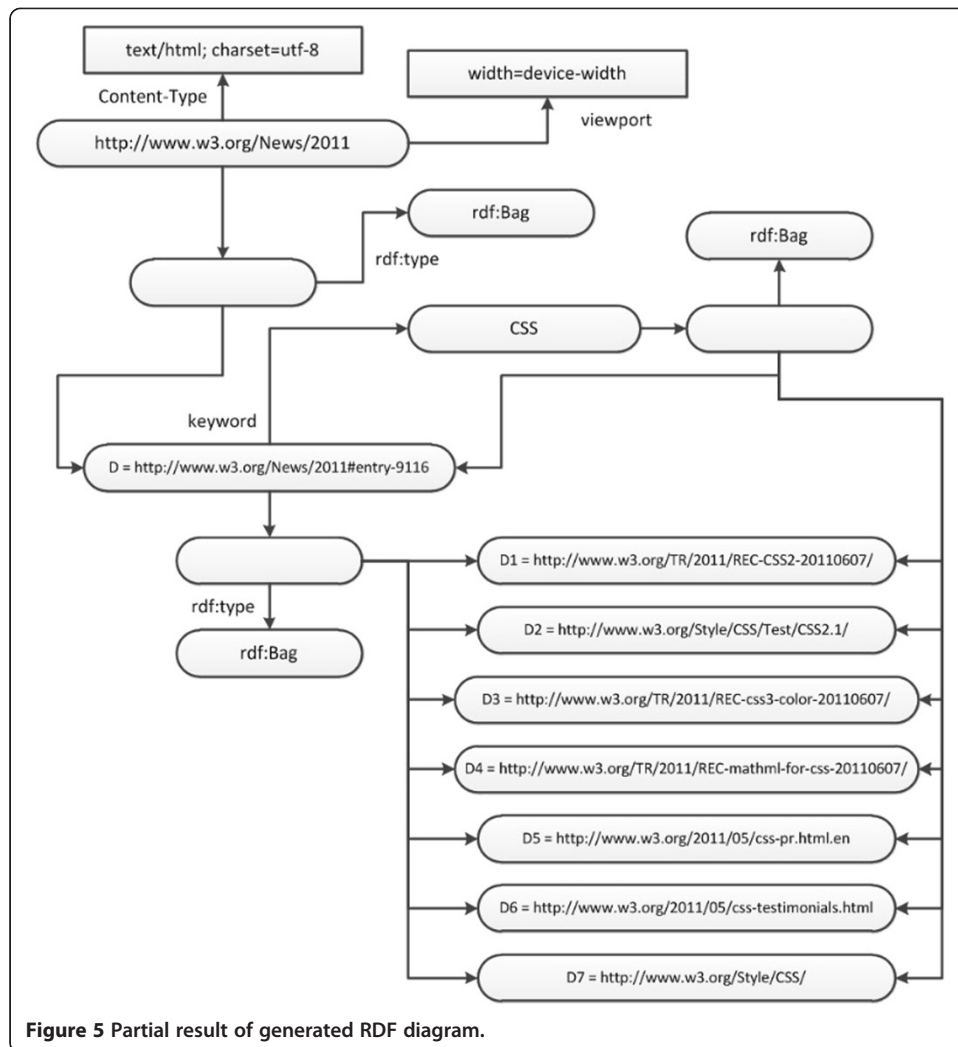 text/html; charset=utf-8
width=device-width
Content-Type
viewport
http://www.w3.org/News/2011
rdf:Bag
rdf:type
rdf:Bag
CSS
keyword
D = http://www.w3.org/News/2011#entry-9116
D1 = http://www.w3.org/TR/2011/REC-CSS2-20110607/
rdf:type
D2 = http://www.w3.org/Style/CSS/Test/CSS2.1/
rdf:Bag
D3 = http://www.w3.org/TR/2011/REC-css3-color-20110607/
D4 = http://www.w3.org/TR/2011/REC-mathml-for-css-20110607/
D5 = http://www.w3.org/2011/05/css-pr.html.en
D6 = http://www.w3.org/2011/05/css-testimonials.html
D7 = http://www.w3.org/Style/CSS/
Figure 5 Partial result of generated RDF diagram.